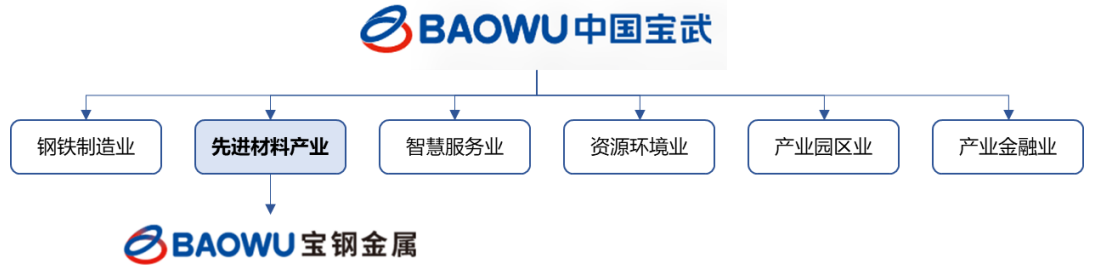 BAOWU中国宝武
钢铁制造业
先进材料产业
智慧服务业
资源环境业
产业园区业
产业金融业
BAOWU宝钢金属